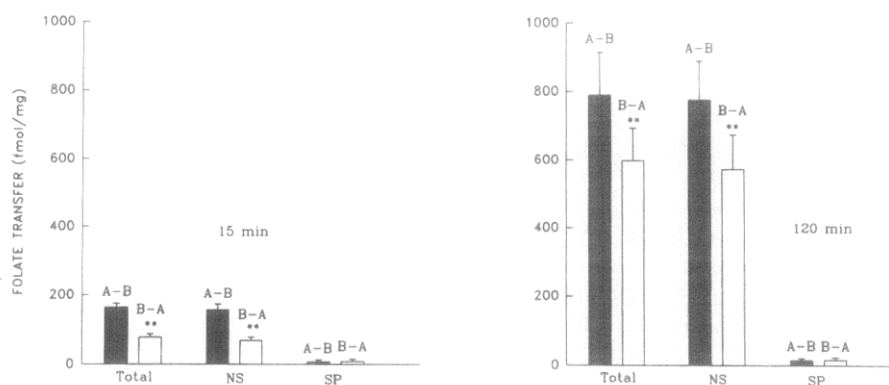 FOLATE TRANSFER (fmol/mg)
1000
800
600
400
200
0
15 min
A-B
B-A
**
A-B
B-A
**
A-B B-A
Total NS SP
1000
800
600
400
200
0
120 min
A-B
B-A
**
A-B
B-A
**
A-B B-A
Total NS SP